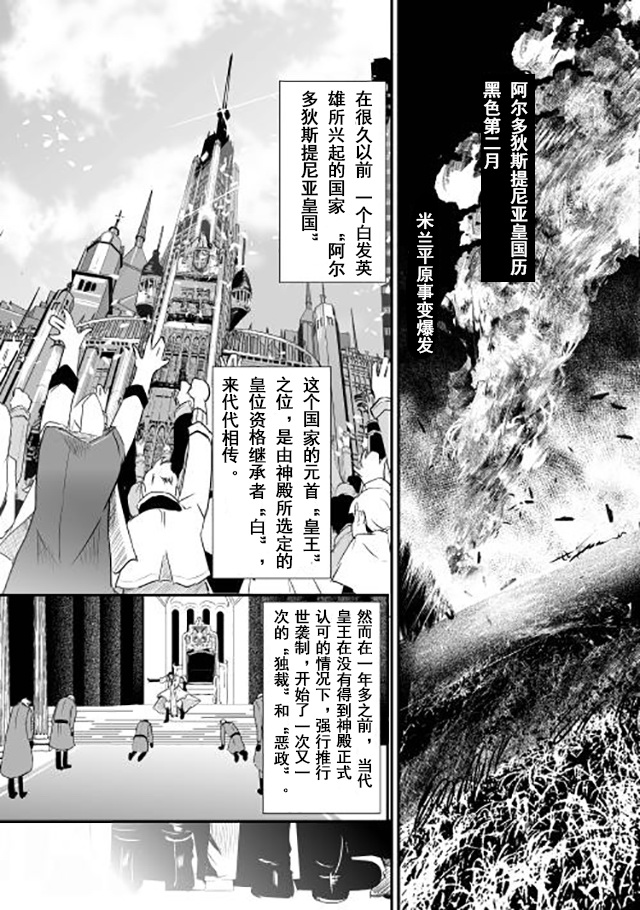 阿尔多狄斯提尼亚皇国历
黑色第二月
米兰平原事变爆发
在很久以前 一个白发英
雄所兴起的国家 “阿尔
多狄斯提尼亚皇国”
这个国家的元首“皇王”
之位，是由神殿所选定的
皇位资格继承者“白”，
来代代相传。
然而在一年多之前，当代
皇王在没有得到神殿正式
认可的情况下，强行推行
世袭制，开始了一次又一
次的“独裁”和“恶政”。